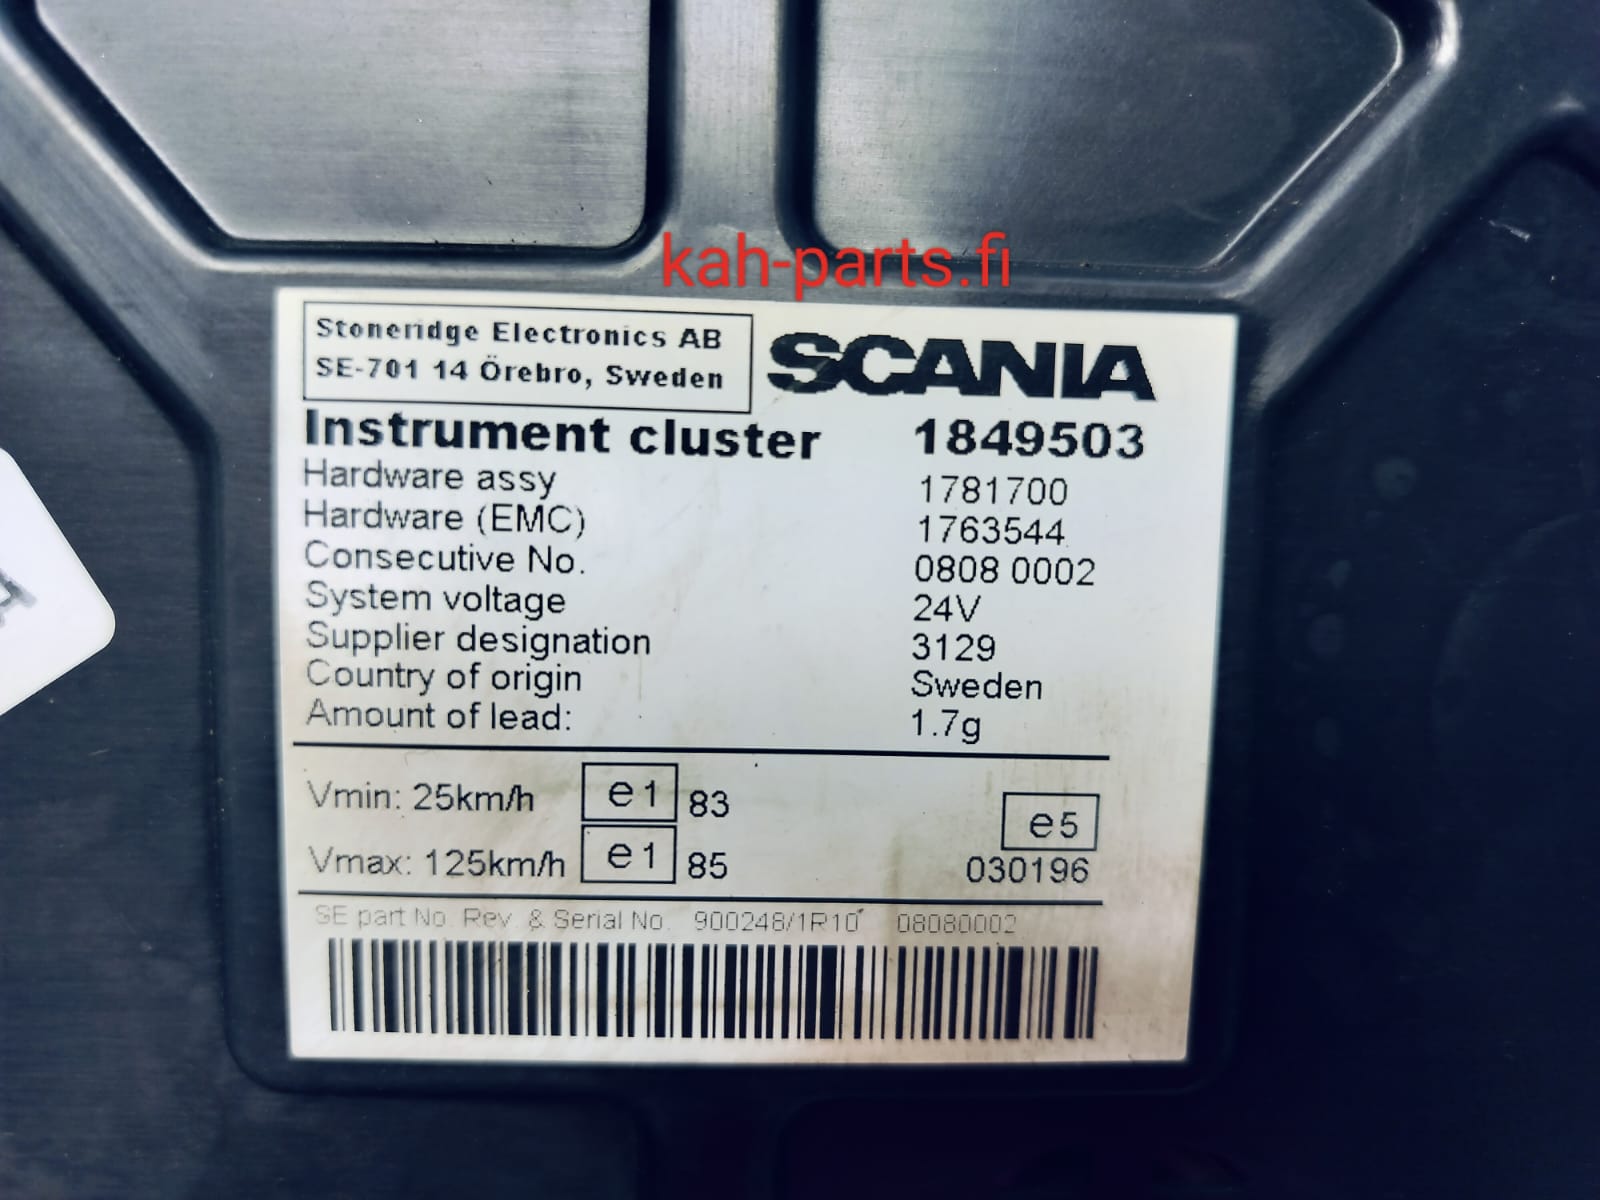 kah-parts.fi
Stoneridge Electronics AB
SE-701 14 Örebro, Sweden
SCANIA
Instrument cluster 1849503
Hardware assy 1781700
Hardware (EMC) 1763544
Consecutive No. 0808 0002
System voltage 24V
Supplier designation 3129
Country of origin Sweden
Amount of lead: 1.7g
Vmin: 25km/h e1 83
e5
Vmax: 125km/h e1 85 030196
SE part No. Rev. & Serial No. 900248/1R10 08080002